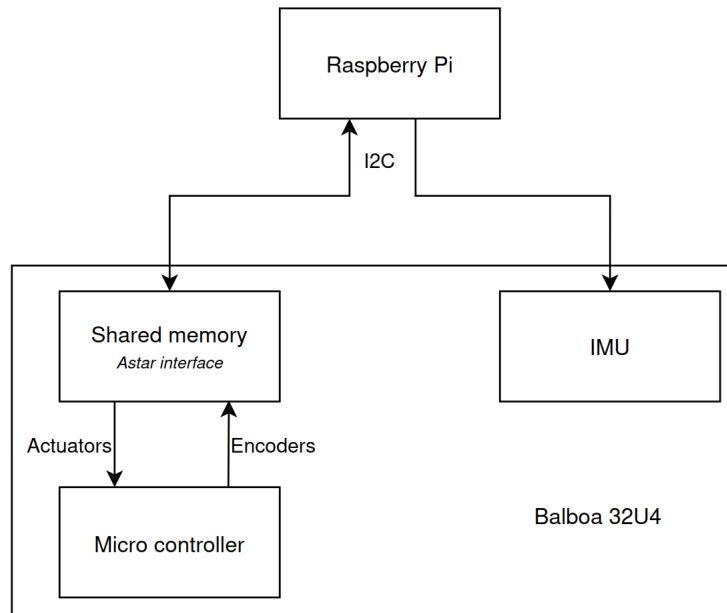 Raspberry Pi
I2C
Shared memory
Astar interface
IMU
Actuators
Encoders
Micro controller
Balboa 32U4